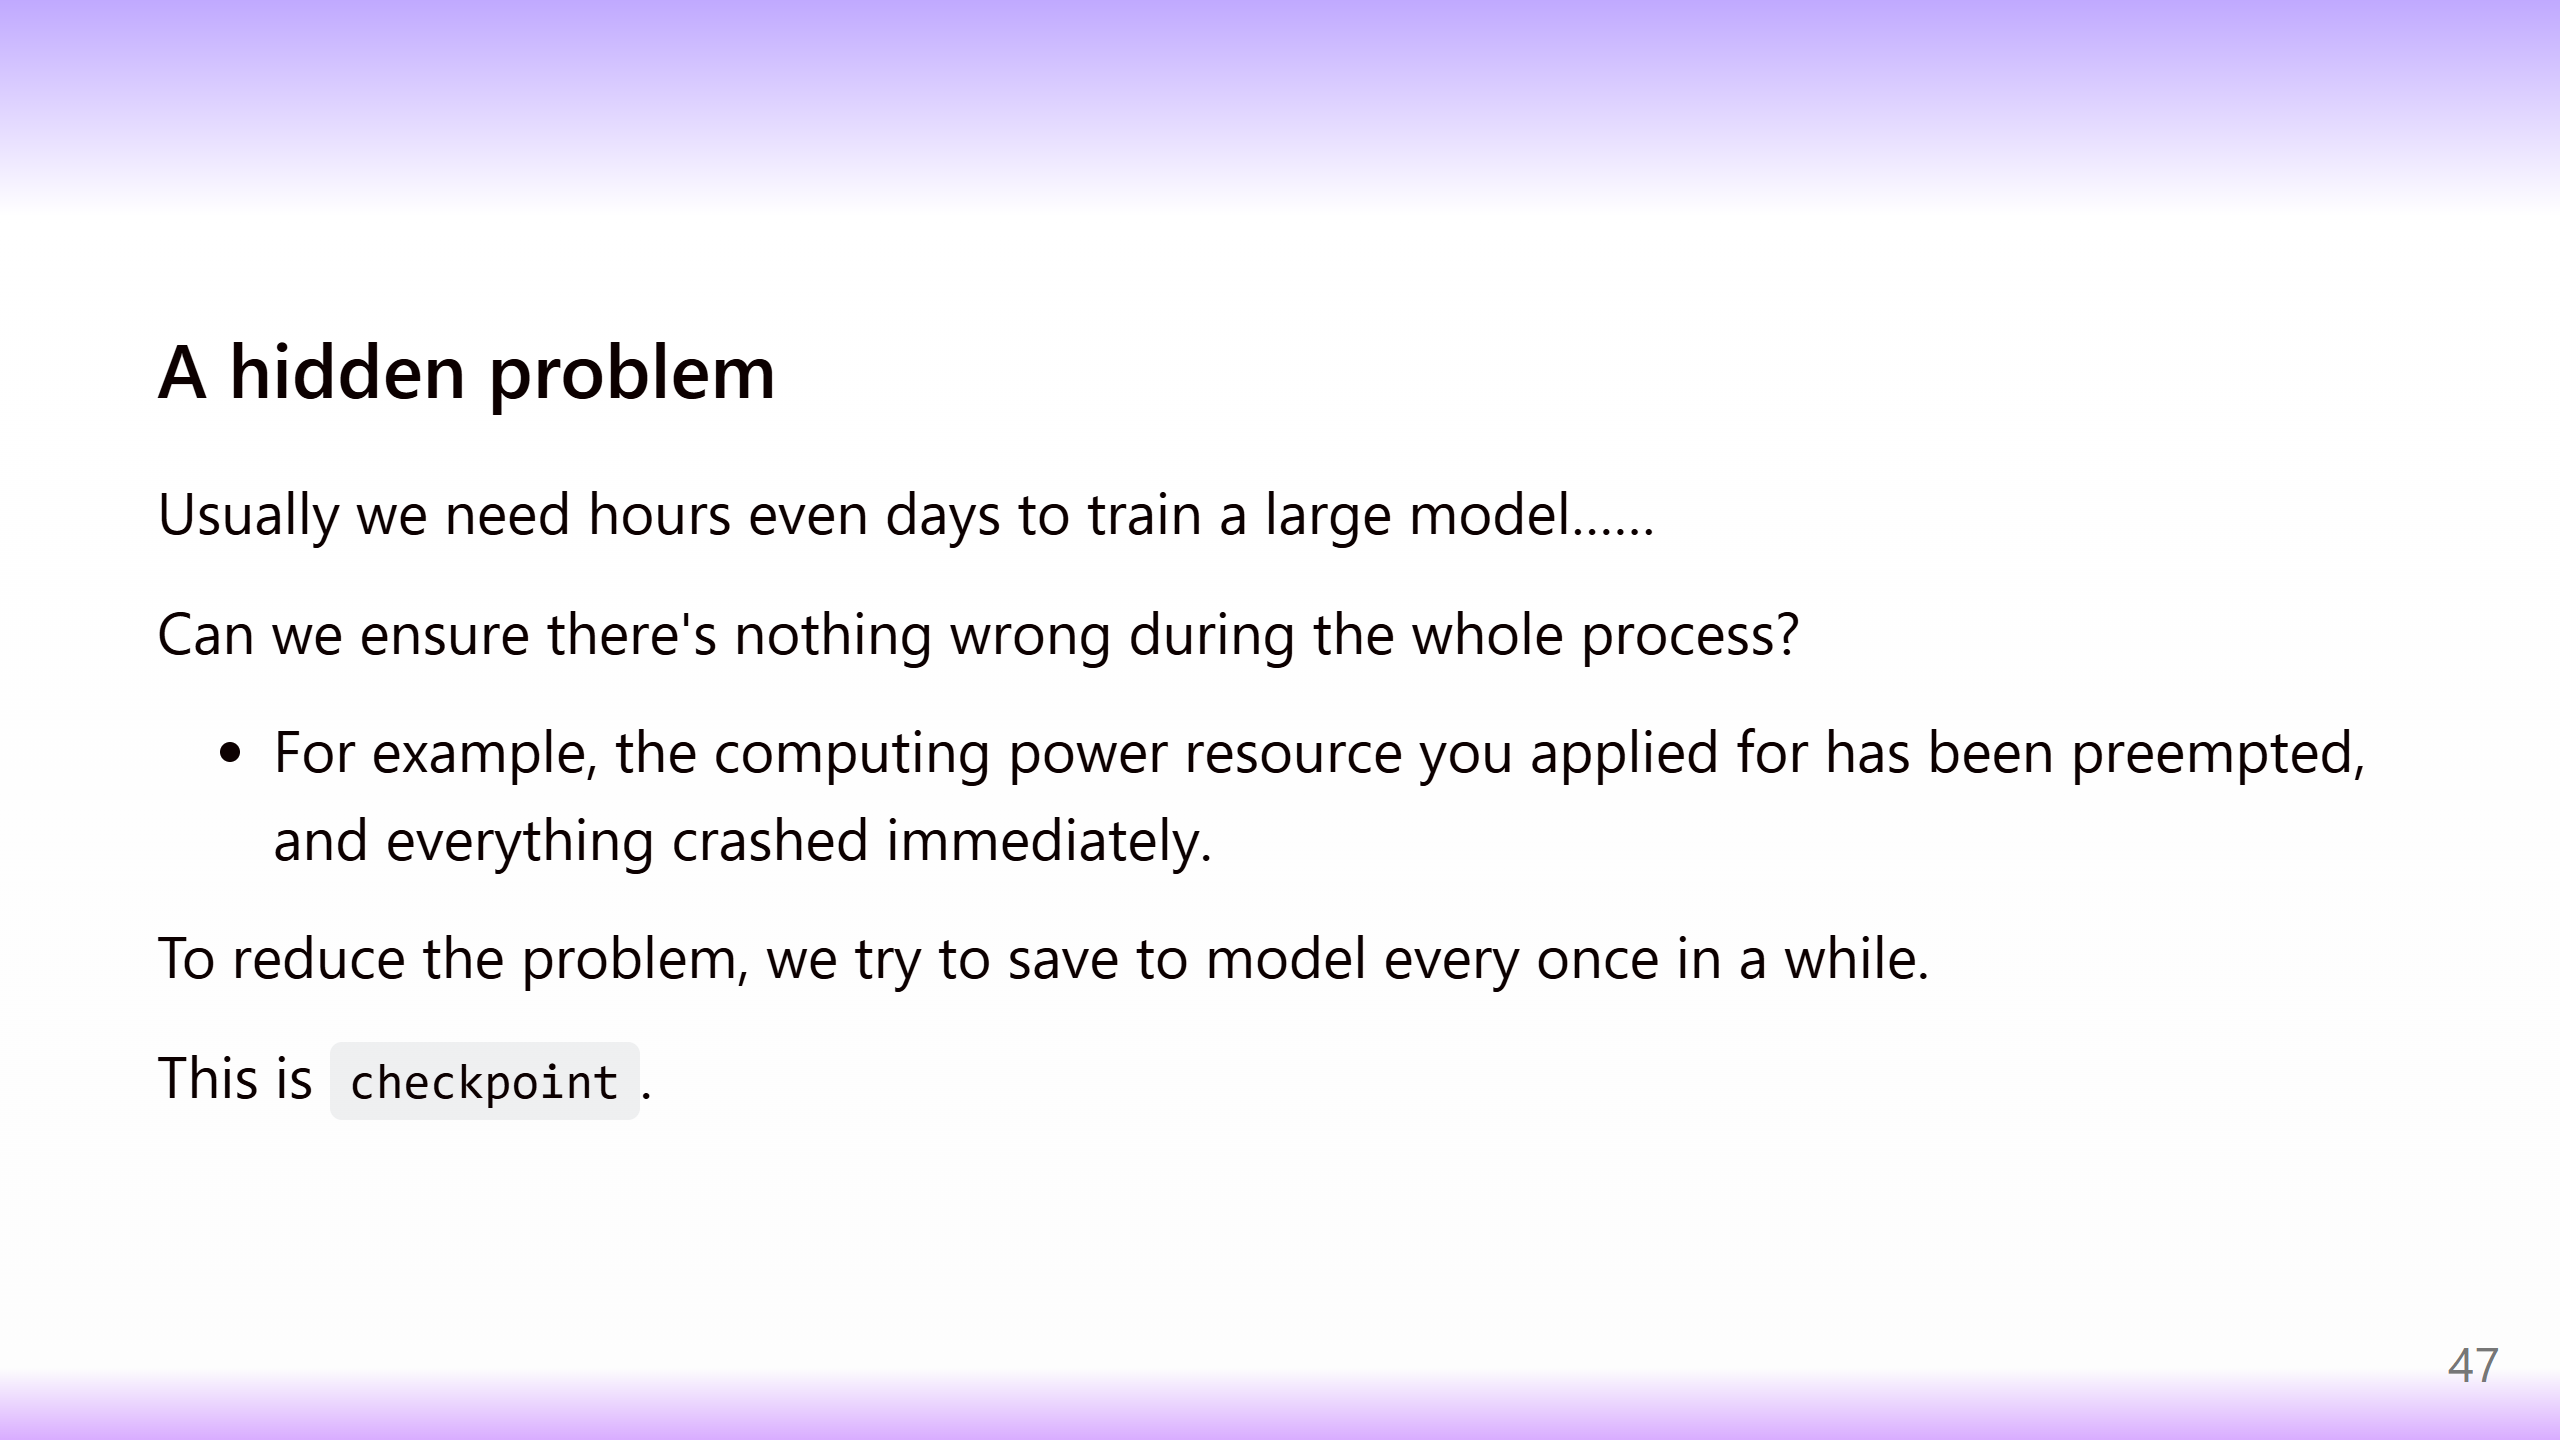 A hidden problem
Usually we need hours even days to train a large model......
Can we ensure there's nothing wrong during the whole process?
• For example, the computing power resource you applied for has been preempted,
and everything crashed immediately.
To reduce the problem, we try to save to model every once in a while.
This is checkpoint.
47